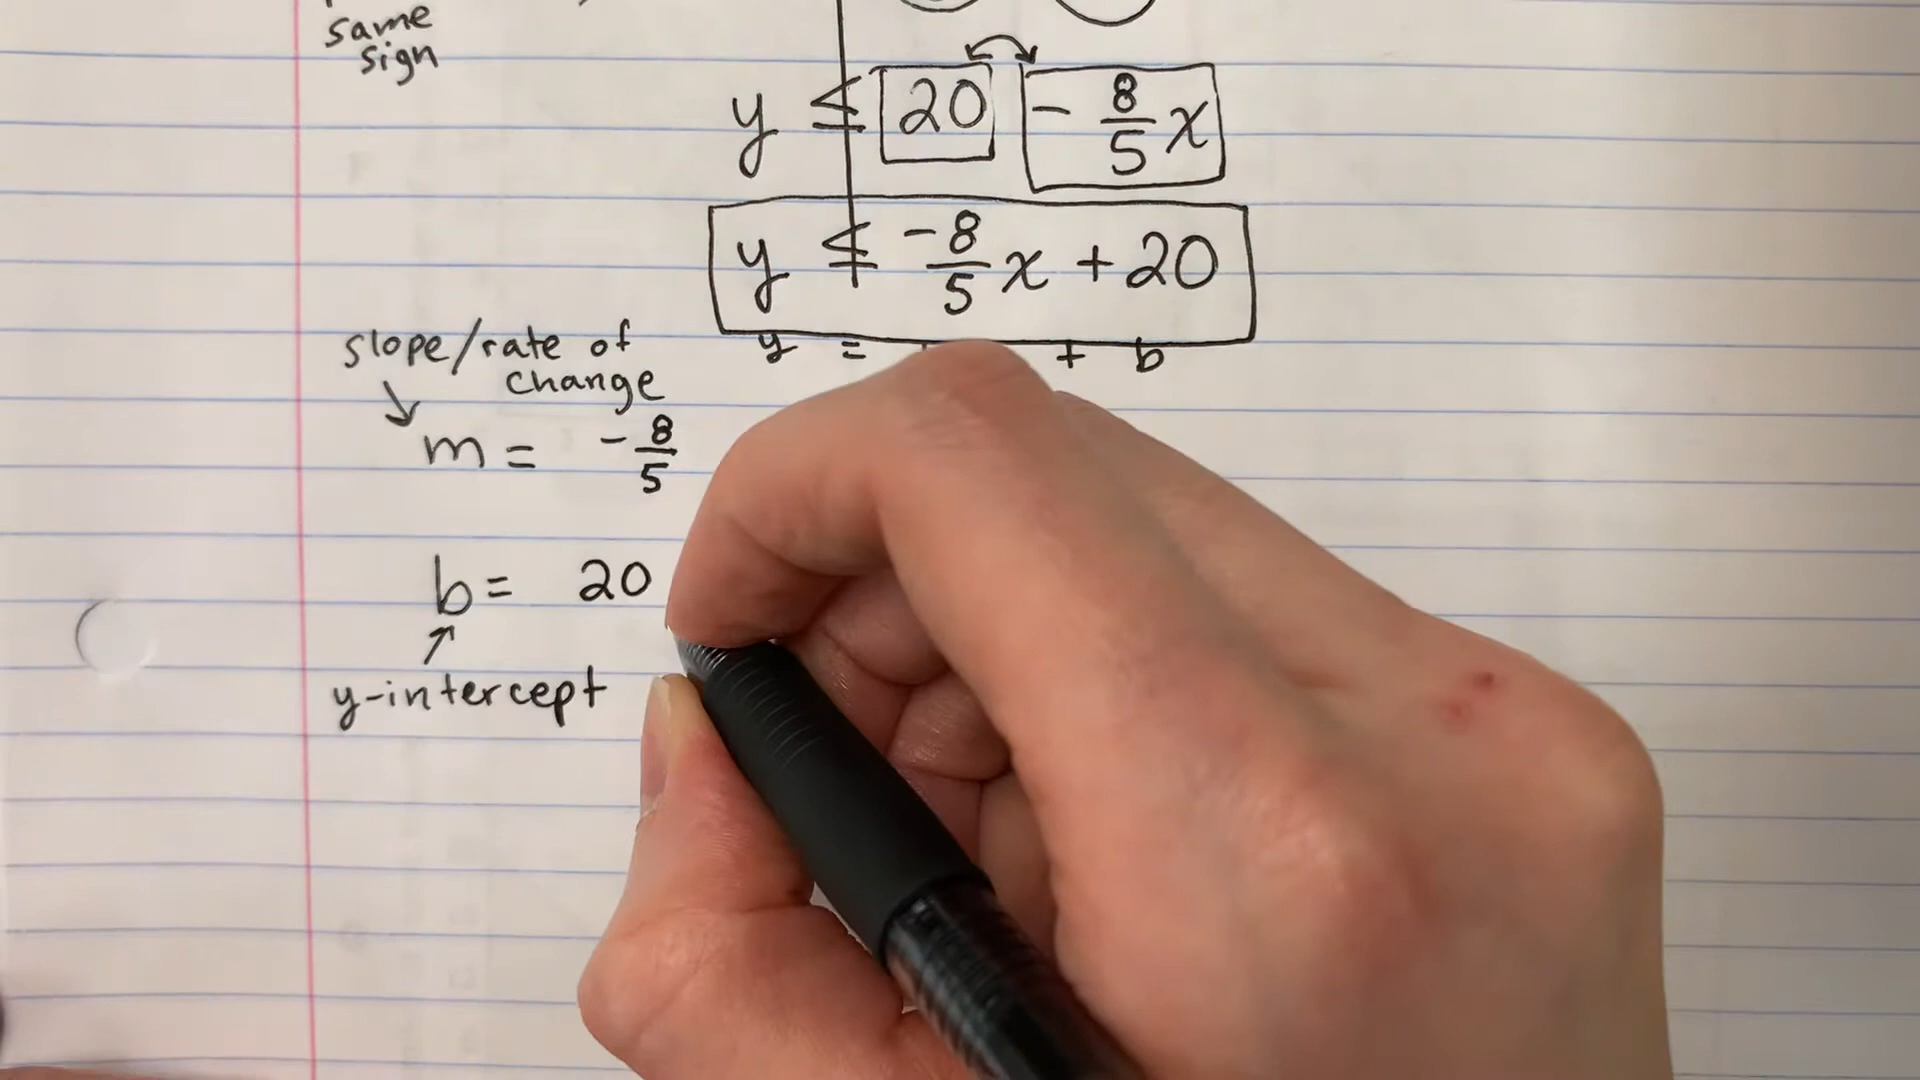 same
sign
y ≤ 20 - 8/5 x
y ≤ -8/5 x + 20
y = + b
slope/rate of
change
m = - 8/5
b = 20
y-intercept